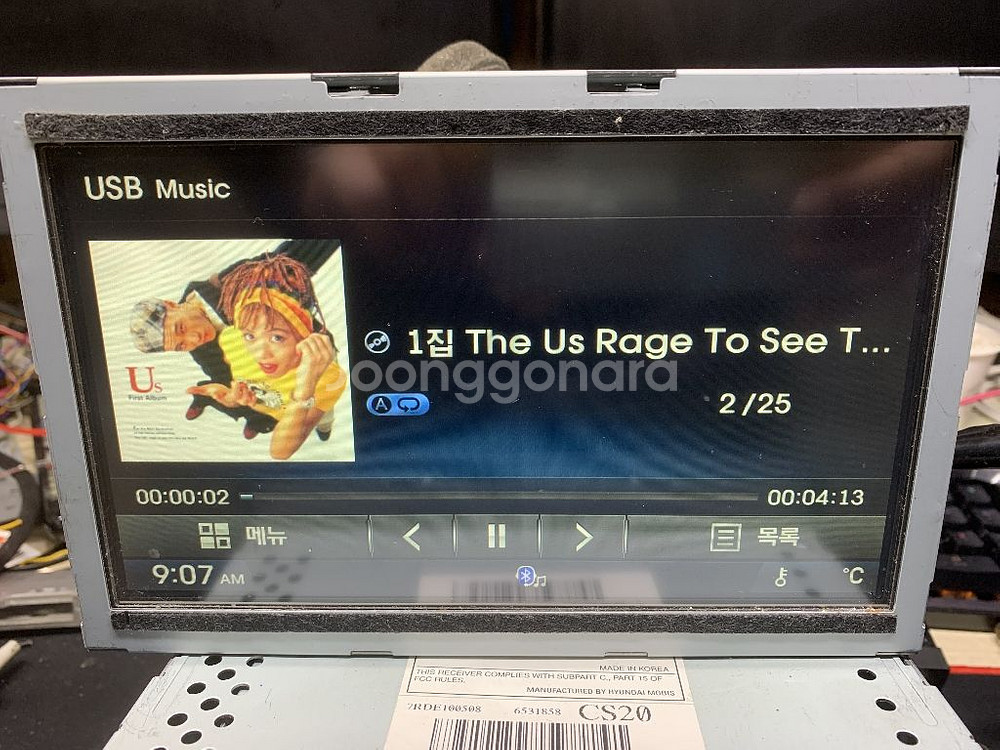 USB Music
1집 The Us Rage To See T...
Joonggonara
A
2 /25
Us
First Album
00:00:02
00:04:13
메뉴
목록
9:07 AM
°C
MADE IN KOREA
THIS RECEIVER COMPLIES WITH SUBPART C., PART 15 OF
FCC RULES.
MANUFACTURED BY HYUNDAI MOBIS
7RDE100508 6531858 CS20